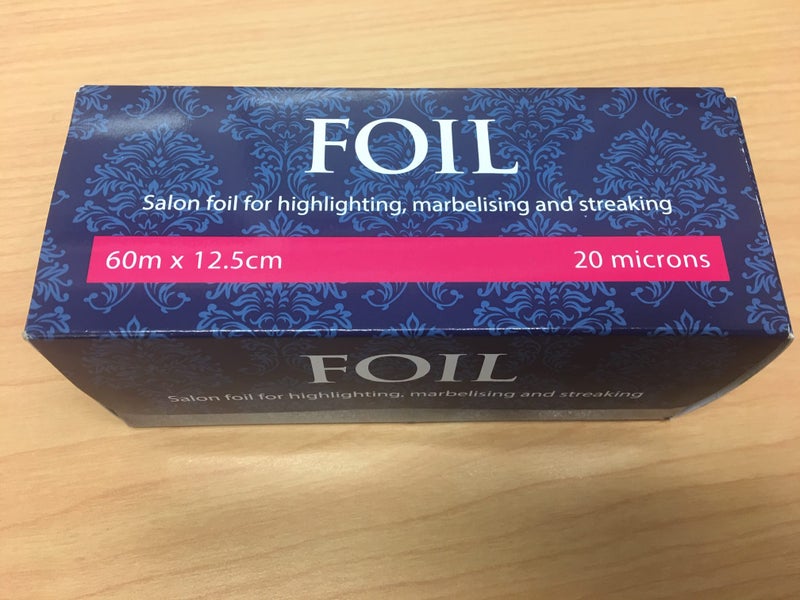 FOIL
Salon foil for highlighting, marbelising and streaking
60m x 12.5cm 20 microns
FOIL
Salon foil for highlighting, marbelising and streaking